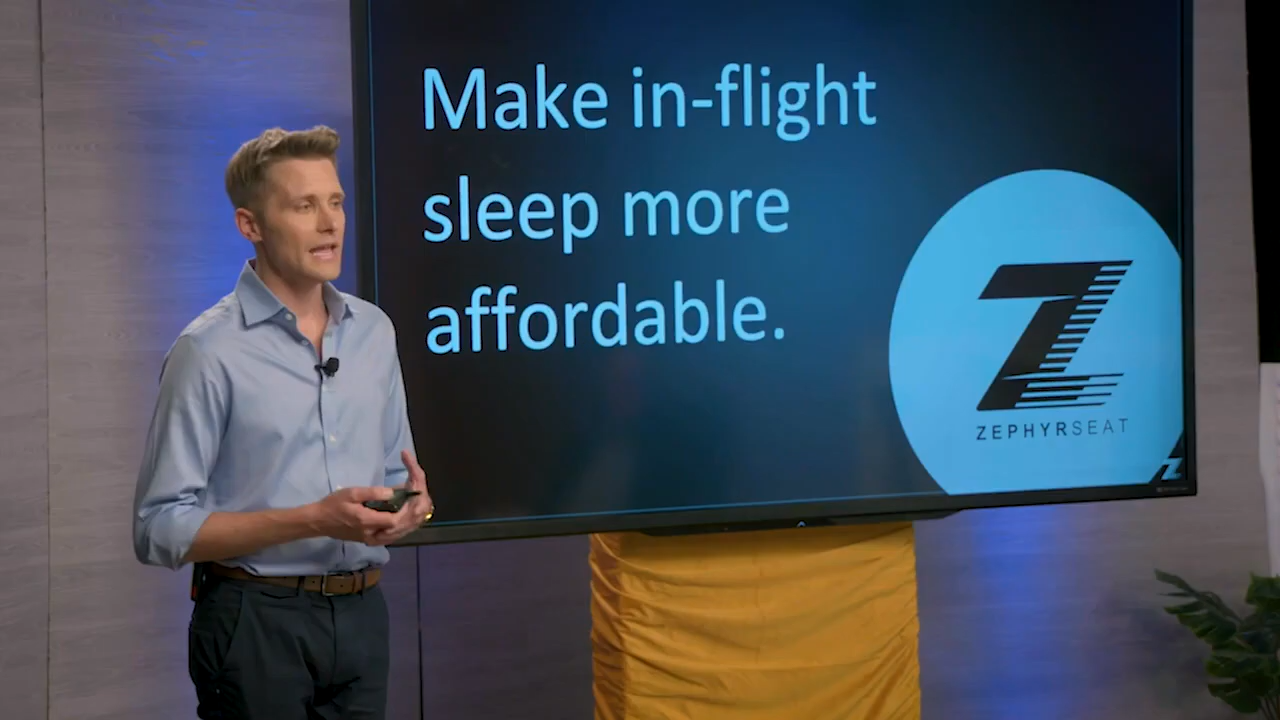 Make in-flight
sleep more
affordable.
Z
ZEPHYRSEAT
Z